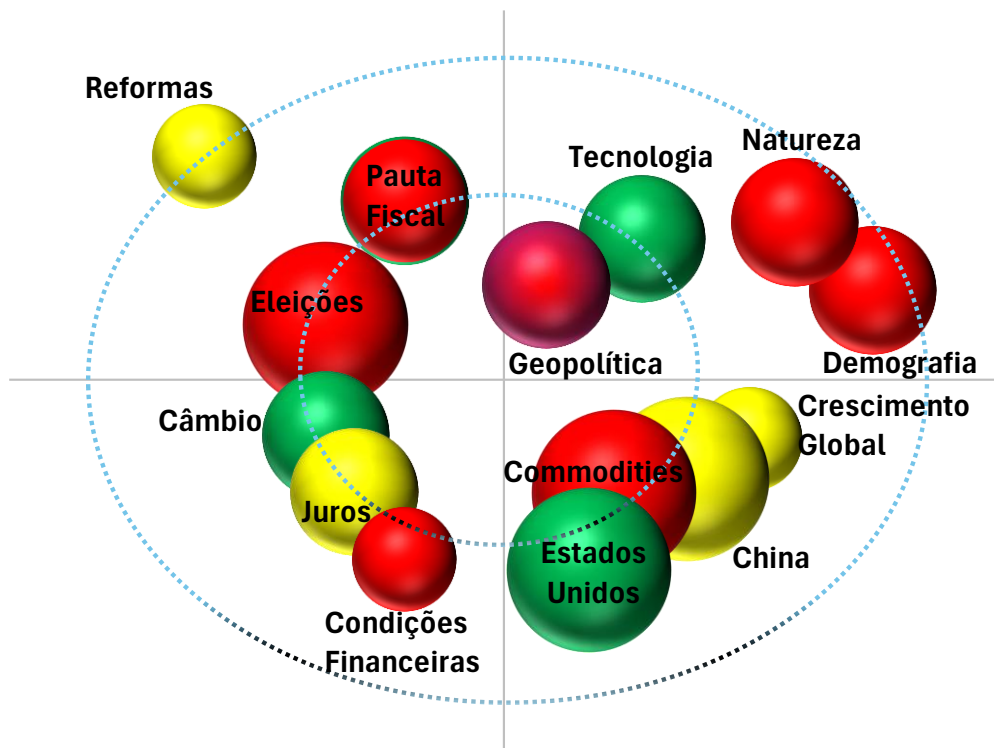 Reformas
Pauta
Fiscal
Tecnologia
Natureza
Eleições
Geopolítica
Demografia
Câmbio
Crescimento
Global
Commodities
Juros
Estados
Unidos
China
Condições
Financeiras